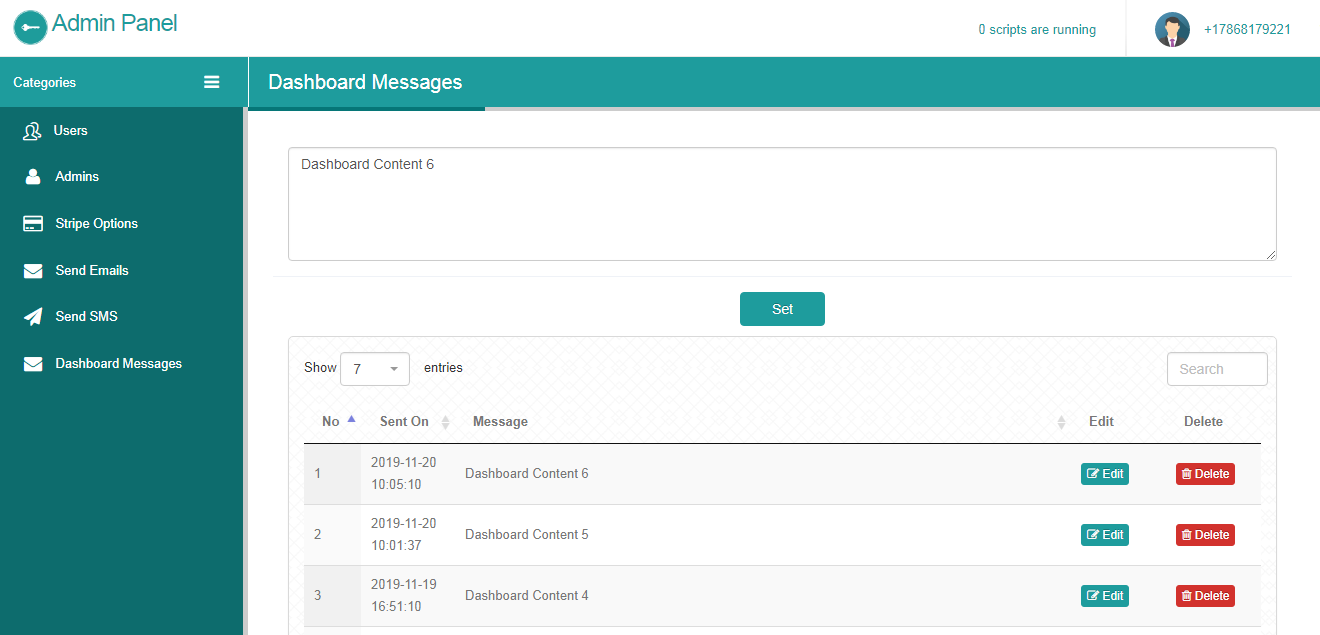 Admin Panel
0 scripts are running
+17868179221
Categories
Dashboard Messages
Users
Admins
Stripe Options
Send Emails
Send SMS
Dashboard Messages
Dashboard Content 6
Set
Show 7 entries
Search
No Sent On Message Edit Delete
1 2019-11-20 10:05:10 Dashboard Content 6 Edit Delete
2 2019-11-20 10:01:37 Dashboard Content 5 Edit Delete
3 2019-11-19 16:51:10 Dashboard Content 4 Edit Delete